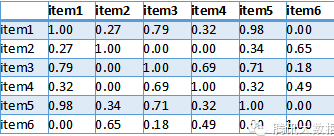 item1 item2 item3 item4 item5 item6
item1 1.00 0.27 0.79 0.32 0.98 0.00
item2 0.27 1.00 0.00 0.00 0.34 0.65
item3 0.79 0.00 1.00 0.69 0.71 0.18
item4 0.32 0.00 0.69 1.00 0.32 0.49
item5 0.98 0.34 0.71 0.32 1.00 0.00
item6 0.00 0.65 0.18 0.49